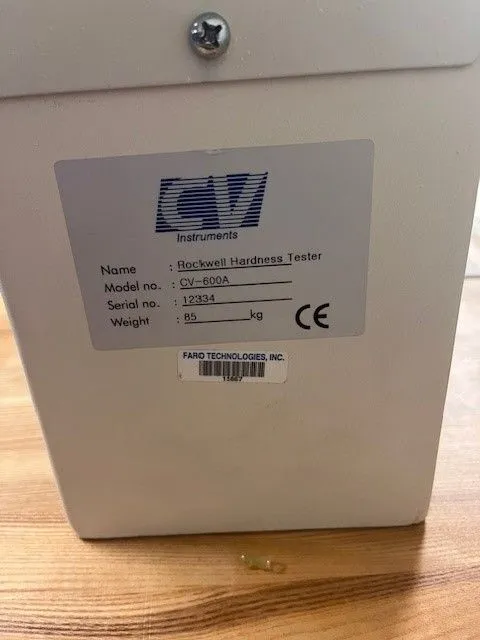 CV
Instruments
Name : Rockwell Hardness Tester
Model no. : CV-600A
Serial no. : 12334
Weight : 85 kg CE
FARO TECHNOLOGIES, INC.
15667